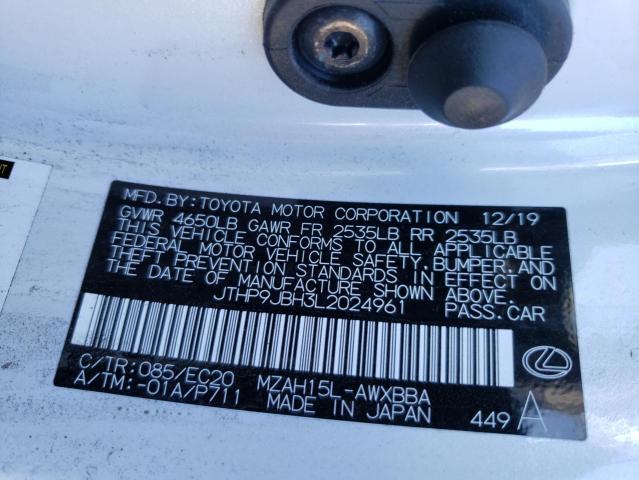 MFD. BY: TOYOTA MOTOR CORPORATION 12/19
GVWR 4650LB GAWR FR 2535LB RR 2535LB
THIS VEHICLE CONFORMS TO ALL APPLICABLE
FEDERAL MOTOR VEHICLE SAFETY, BUMPER, AND
THEFT PREVENTION STANDARDS IN EFFECT ON
THE DATE OF MANUFACTURE SHOWN ABOVE.
JTHP9JBH3L2024961 PASS.CAR
C/TR: 085/EC20 MZAH15L-AWXBBA
A/TM:-01A/P711 MADE IN JAPAN 449 A